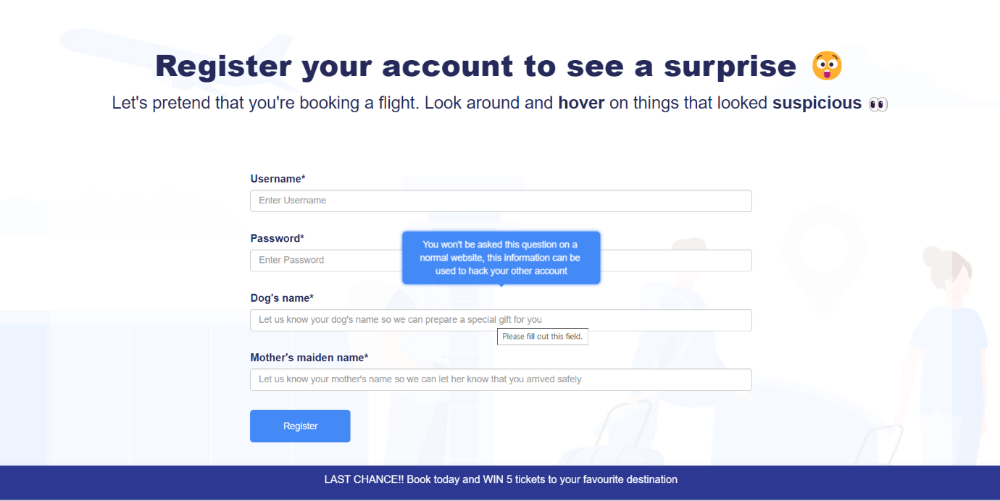 Register your account to see a surprise 😲
Let's pretend that you're booking a flight. Look around and hover on things that looked suspicious 👀
Username*
Enter Username
Password*
Enter Password
You won't be asked this question on a
normal website, this information can be
used to hack your other account
Dog's name*
Let us know your dog's name so we can prepare a special gift for you
Please fill out this field.
Mother's maiden name*
Let us know your mother's name so we can let her know that you arrived safely
Register
LAST CHANCE!! Book today and WIN 5 tickets to your favourite destination